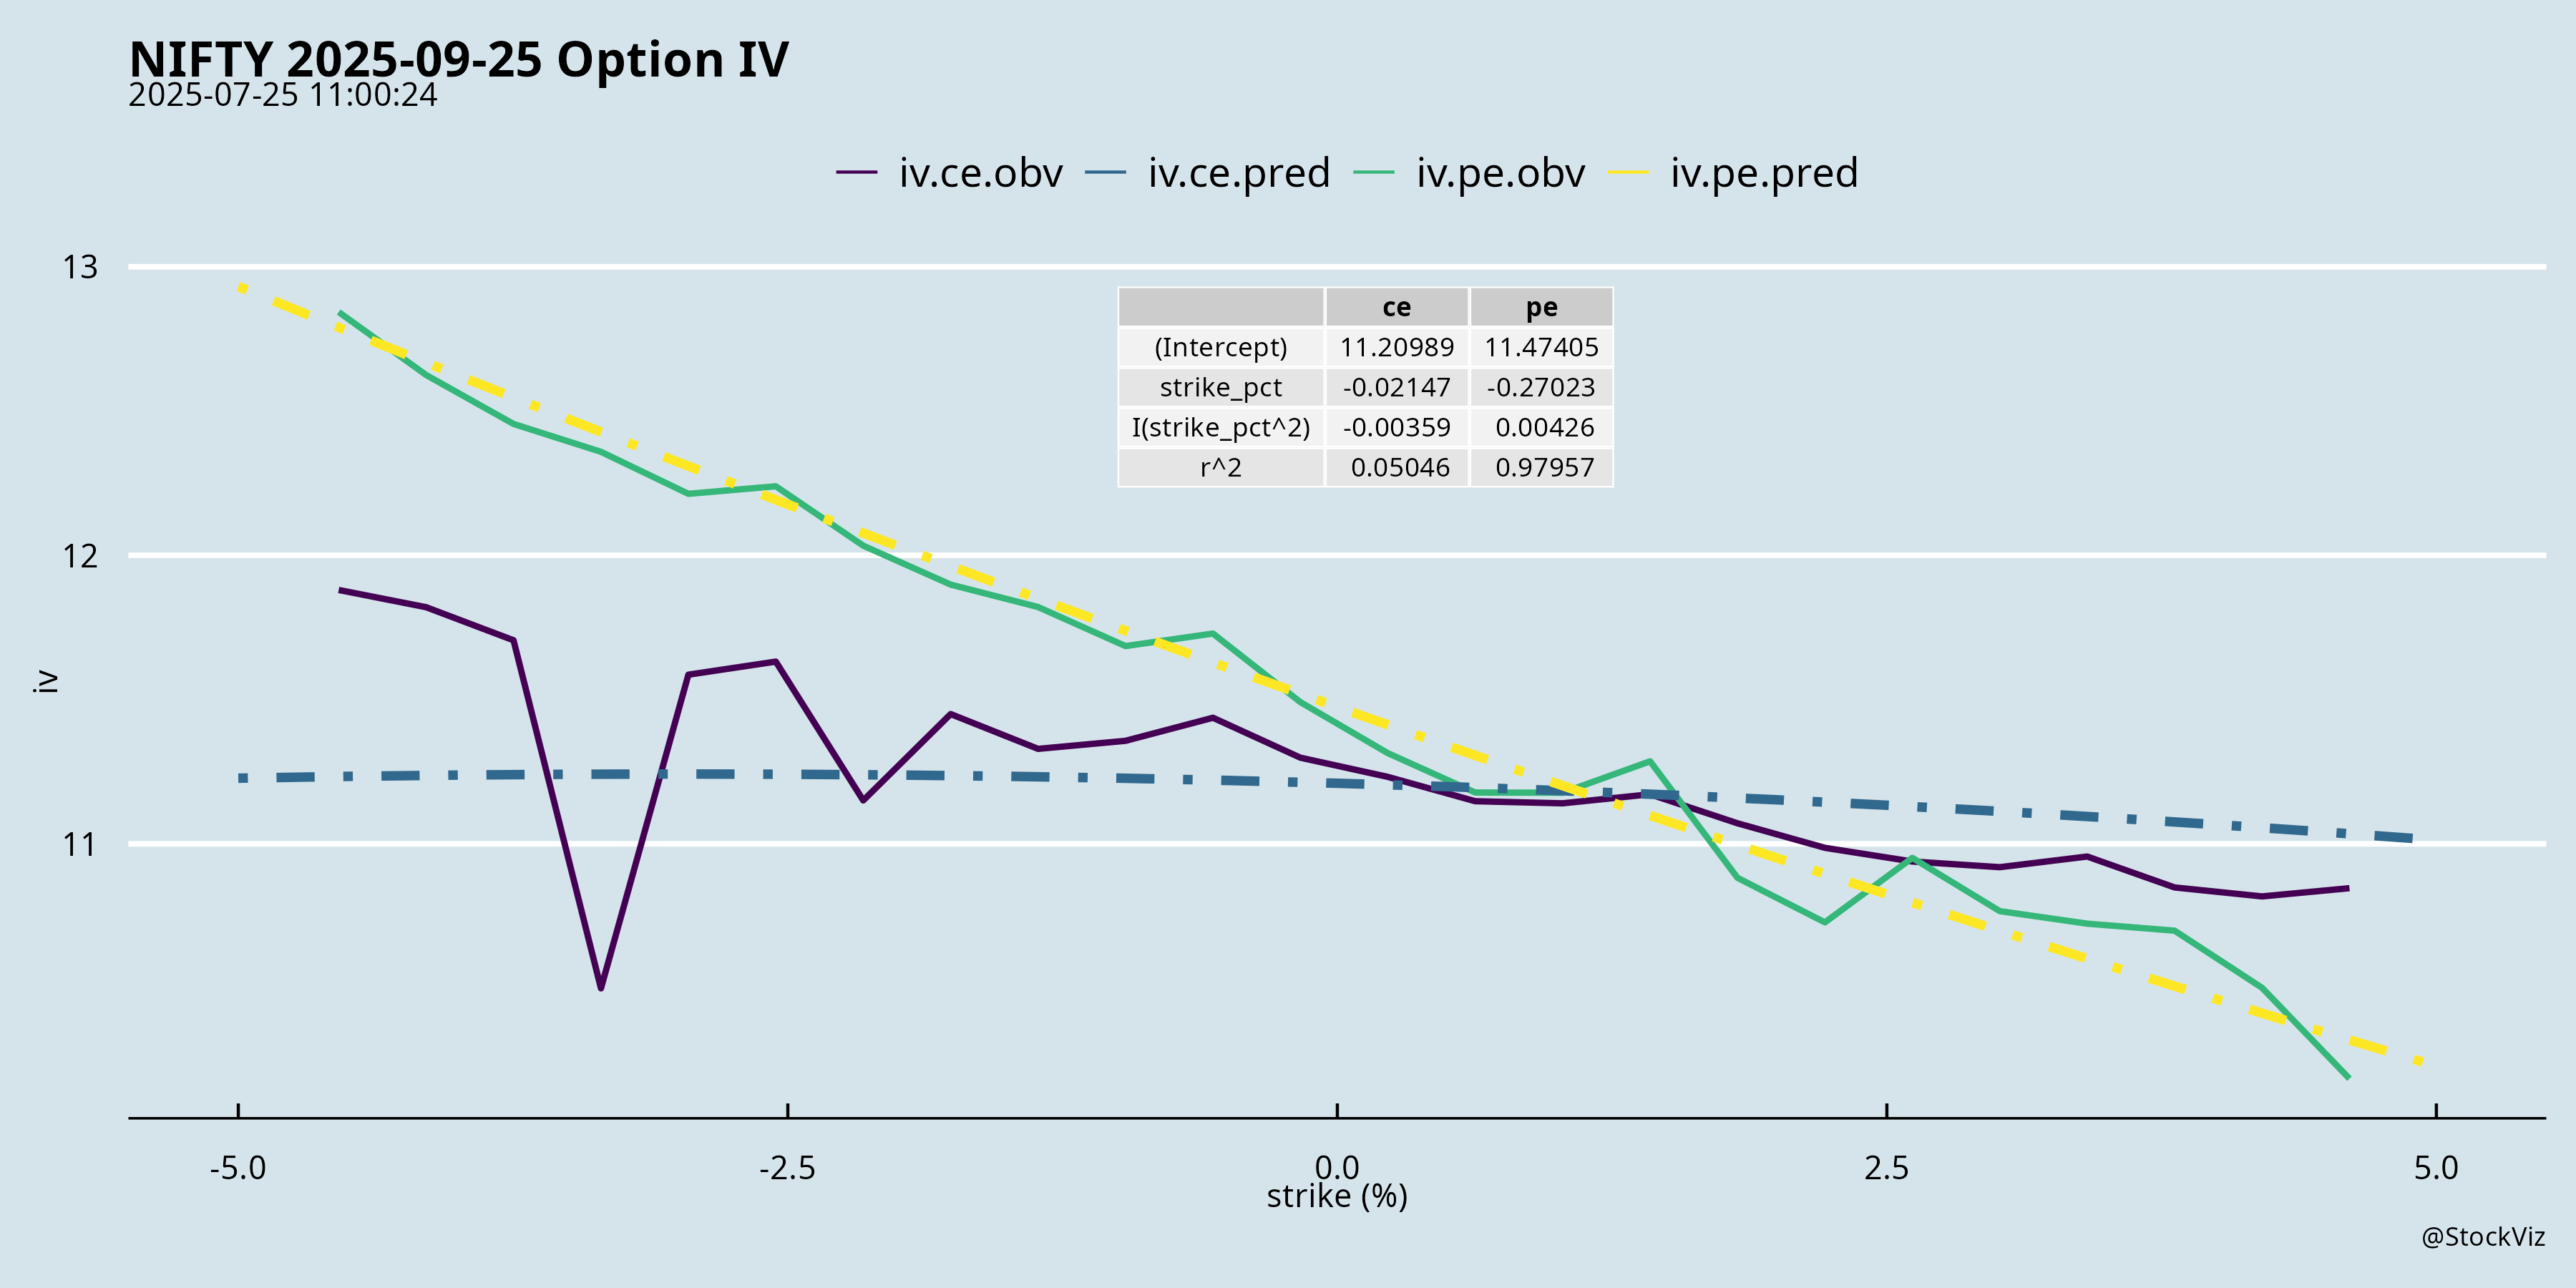 NIFTY 2025-09-25 Option IV
2025-07-25 11:00:24
iv.ce.obv iv.ce.pred iv.pe.obv iv.pe.pred
13
12
11
iv
ce pe
(Intercept) 11.20989 11.47405
strike_pct -0.02147 -0.27023
I(strike_pct^2) -0.00359 0.00426
r^2 0.05046 0.97957
-5.0 -2.5 0.0 2.5 5.0
strike (%)
@StockViz